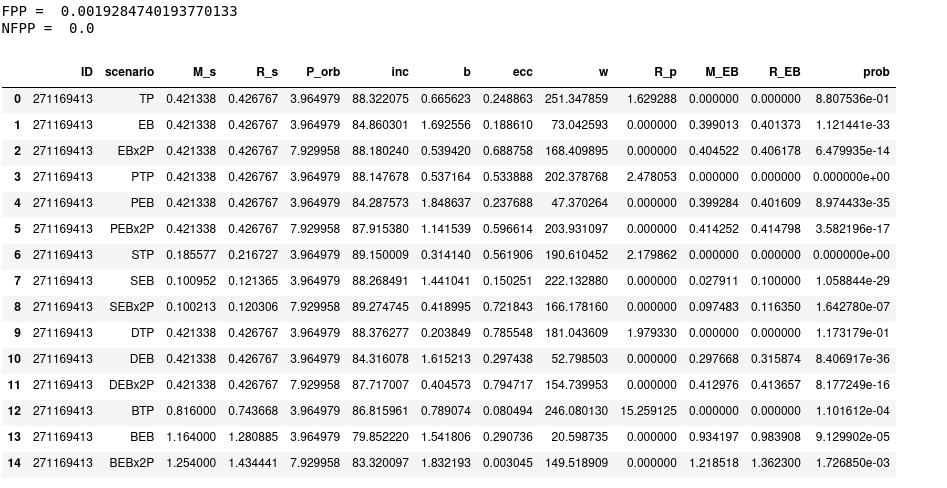 FPP =  0.0019284740193770133
NFPP =  0.0
ID scenario M_s R_s P_orb inc b ecc w R_p M_EB R_EB prob
0 271169413 TP 0.421338 0.426767 3.964979 88.322075 0.665623 0.248863 251.347859 1.629288 0.000000 0.000000 8.807536e-01
1 271169413 EB 0.421338 0.426767 3.964979 84.860301 1.692556 0.188610 73.042593 0.000000 0.399013 0.401373 1.121441e-33
2 271169413 EBx2P 0.421338 0.426767 7.929958 88.180240 0.539420 0.688758 168.409895 0.000000 0.404522 0.406178 6.479935e-14
3 271169413 PTP 0.421338 0.426767 3.964979 88.147678 0.537164 0.533888 202.378768 2.478053 0.000000 0.000000 0.000000e+00
4 271169413 PEB 0.421338 0.426767 3.964979 84.287573 1.848637 0.237688 47.370264 0.000000 0.399284 0.401609 8.974433e-35
5 271169413 PEBx2P 0.421338 0.426767 7.929958 87.915380 1.141539 0.596614 203.931097 0.000000 0.414252 0.414798 3.582196e-17
6 271169413 STP 0.185577 0.216727 3.964979 89.150009 0.314140 0.561906 190.610452 2.179862 0.000000 0.000000 0.000000e+00
7 271169413 SEB 0.100952 0.121365 3.964979 88.268491 1.441041 0.150251 222.132880 0.000000 0.027911 0.100000 1.058844e-29
8 271169413 SEBx2P 0.100213 0.120306 7.929958 89.274745 0.418995 0.721843 166.178160 0.000000 0.097483 0.116350 1.642780e-07
9 271169413 DTP 0.421338 0.426767 3.964979 88.376277 0.203849 0.785548 181.043609 1.979330 0.000000 0.000000 1.173179e-01
10 271169413 DEB 0.421338 0.426767 3.964979 84.316078 1.615213 0.297438 52.798503 0.000000 0.297668 0.315874 8.406917e-36
11 271169413 DEBx2P 0.421338 0.426767 7.929958 87.717007 0.404573 0.794717 154.739953 0.000000 0.412976 0.413657 8.177249e-16
12 271169413 BTP 0.816000 0.743668 3.964979 86.815961 0.789074 0.080494 246.080130 15.259125 0.000000 0.000000 1.101612e-04
13 271169413 BEB 1.164000 1.280885 3.964979 79.852220 1.541806 0.290736 20.598735 0.000000 0.934197 0.983908 9.129902e-05
14 271169413 BEBx2P 1.254000 1.434441 7.929958 83.320097 1.832193 0.003045 149.518909 0.000000 1.218518 1.362300 1.726850e-03